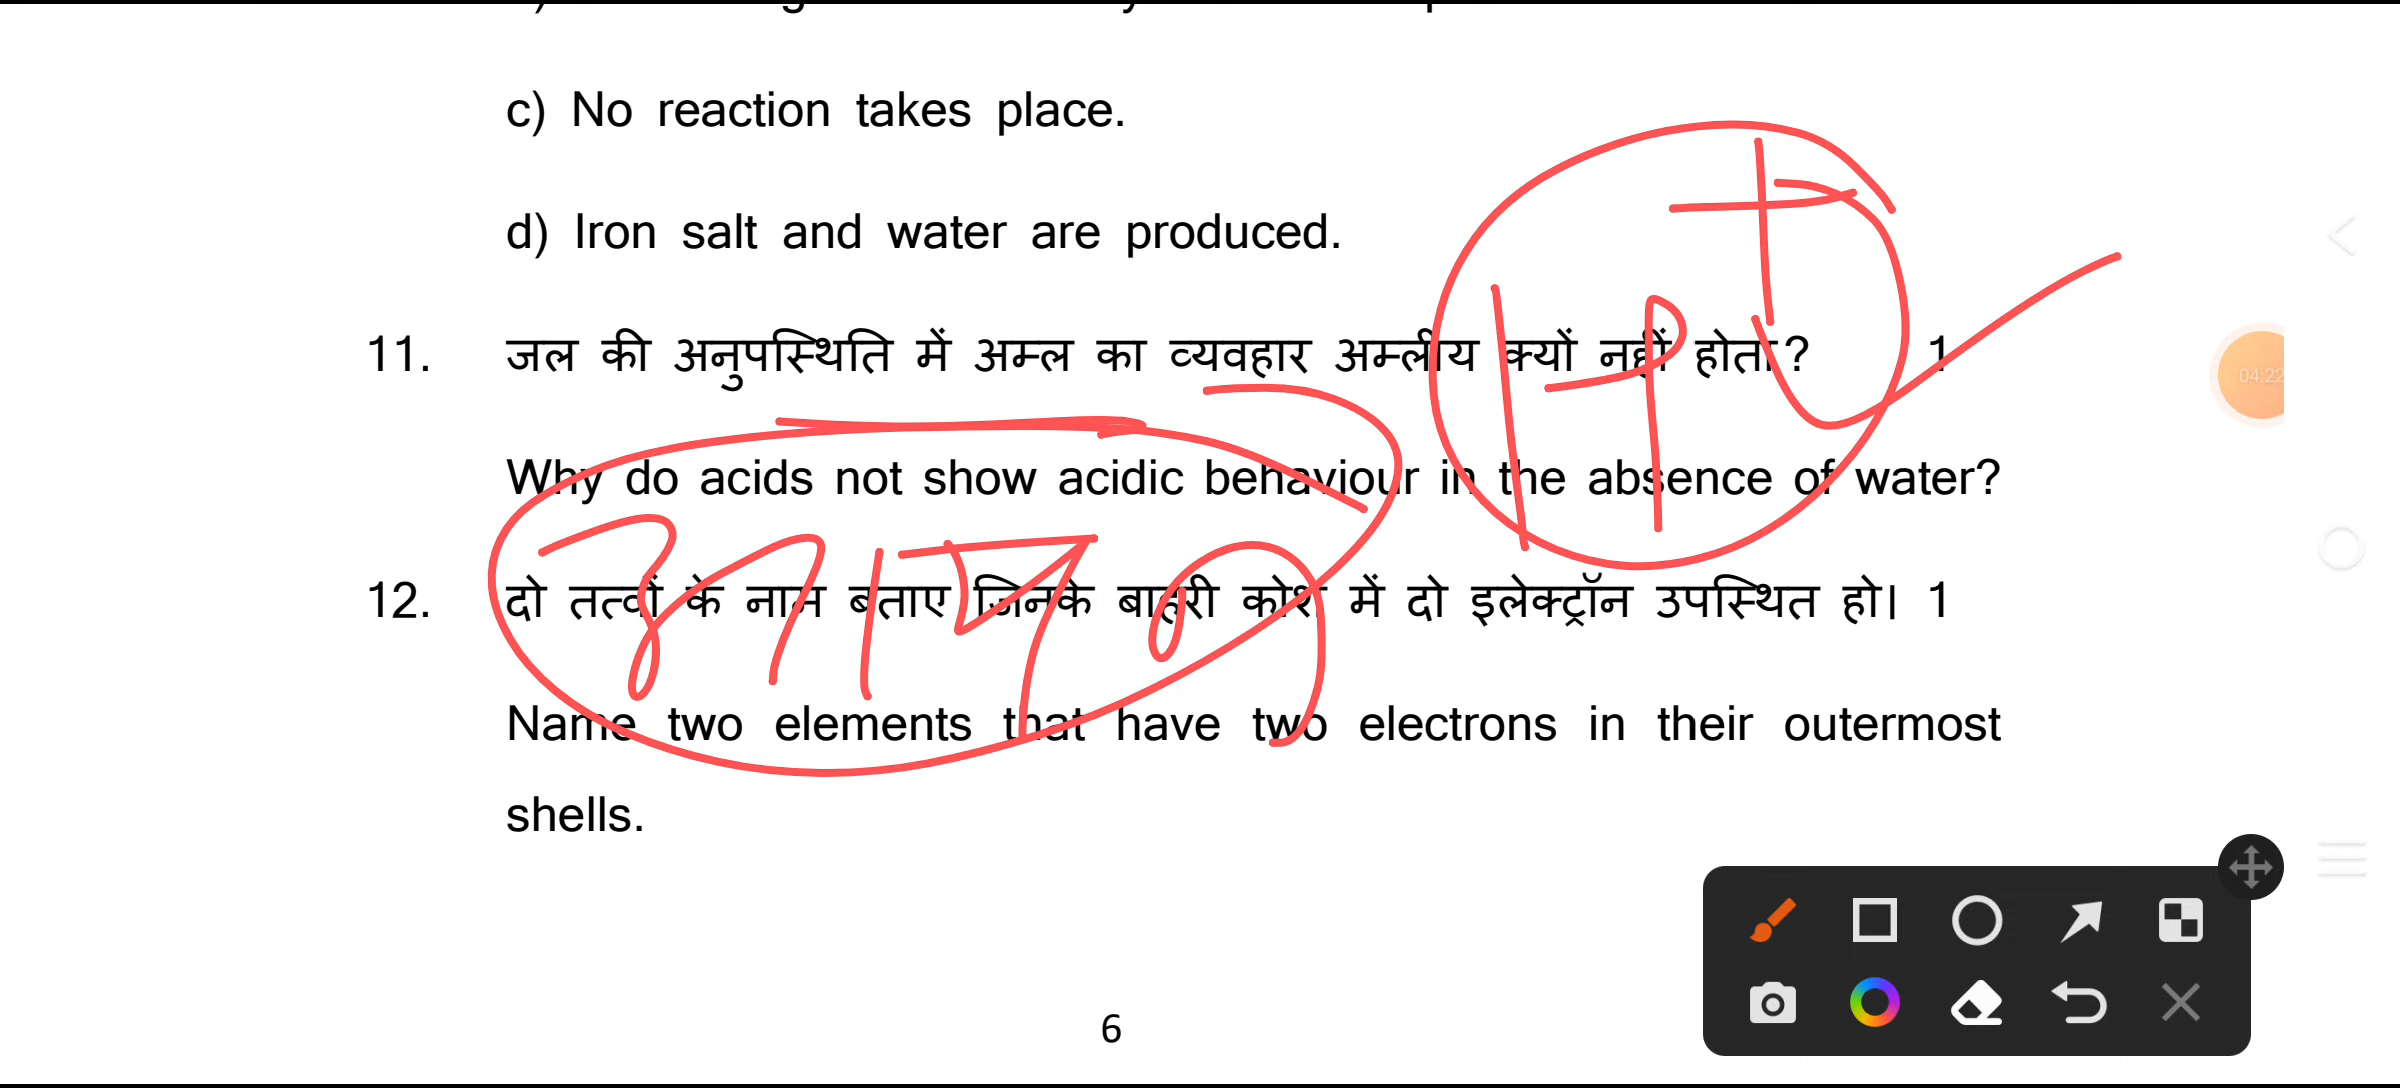 c) No reaction takes place.
d) Iron salt and water are produced.
11. जल की अनुपस्थिति में अम्ल का व्यवहार अम्लीय क्यों नहीं होता? 1
Why do acids not show acidic behaviour in the absence of water?
12. दो तत्वों के नाम बताए जिनके बाहरी कोश में दो इलेक्ट्रॉन उपस्थित हो। 1
Name two elements that have two electrons in their outermost
shells.
6
04:22
H+